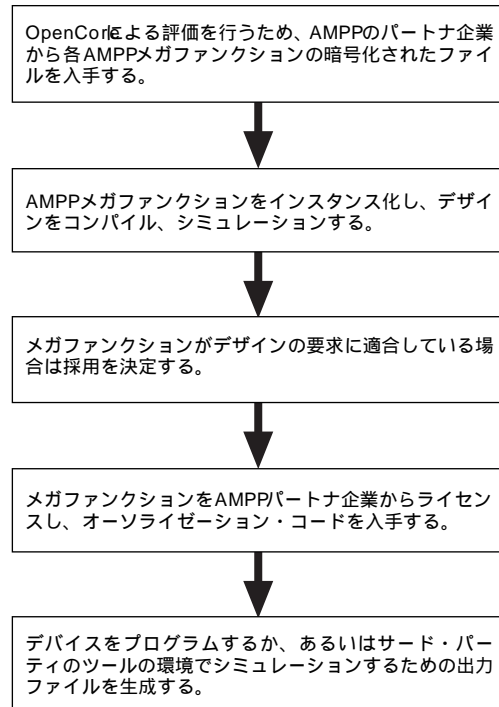 OpenCoreによる評価を行うため、AMPPのパートナ企業
から各AMPPメガファンクションの暗号化されたファイ
ルを入手する。
AMPPメガファンクションをインスタンス化し、デザイ
ンをコンパイル、シミュレーションする。
メガファンクションがデザインの要求に適合している場
合は採用を決定する。
メガファンクションをAMPPパートナ企業からライセン
スし、オーソライゼーション・コードを入手する。
デバイスをプログラムするか、あるいはサード・パー
ティのツールの環境でシミュレーションするための出力
ファイルを生成する。